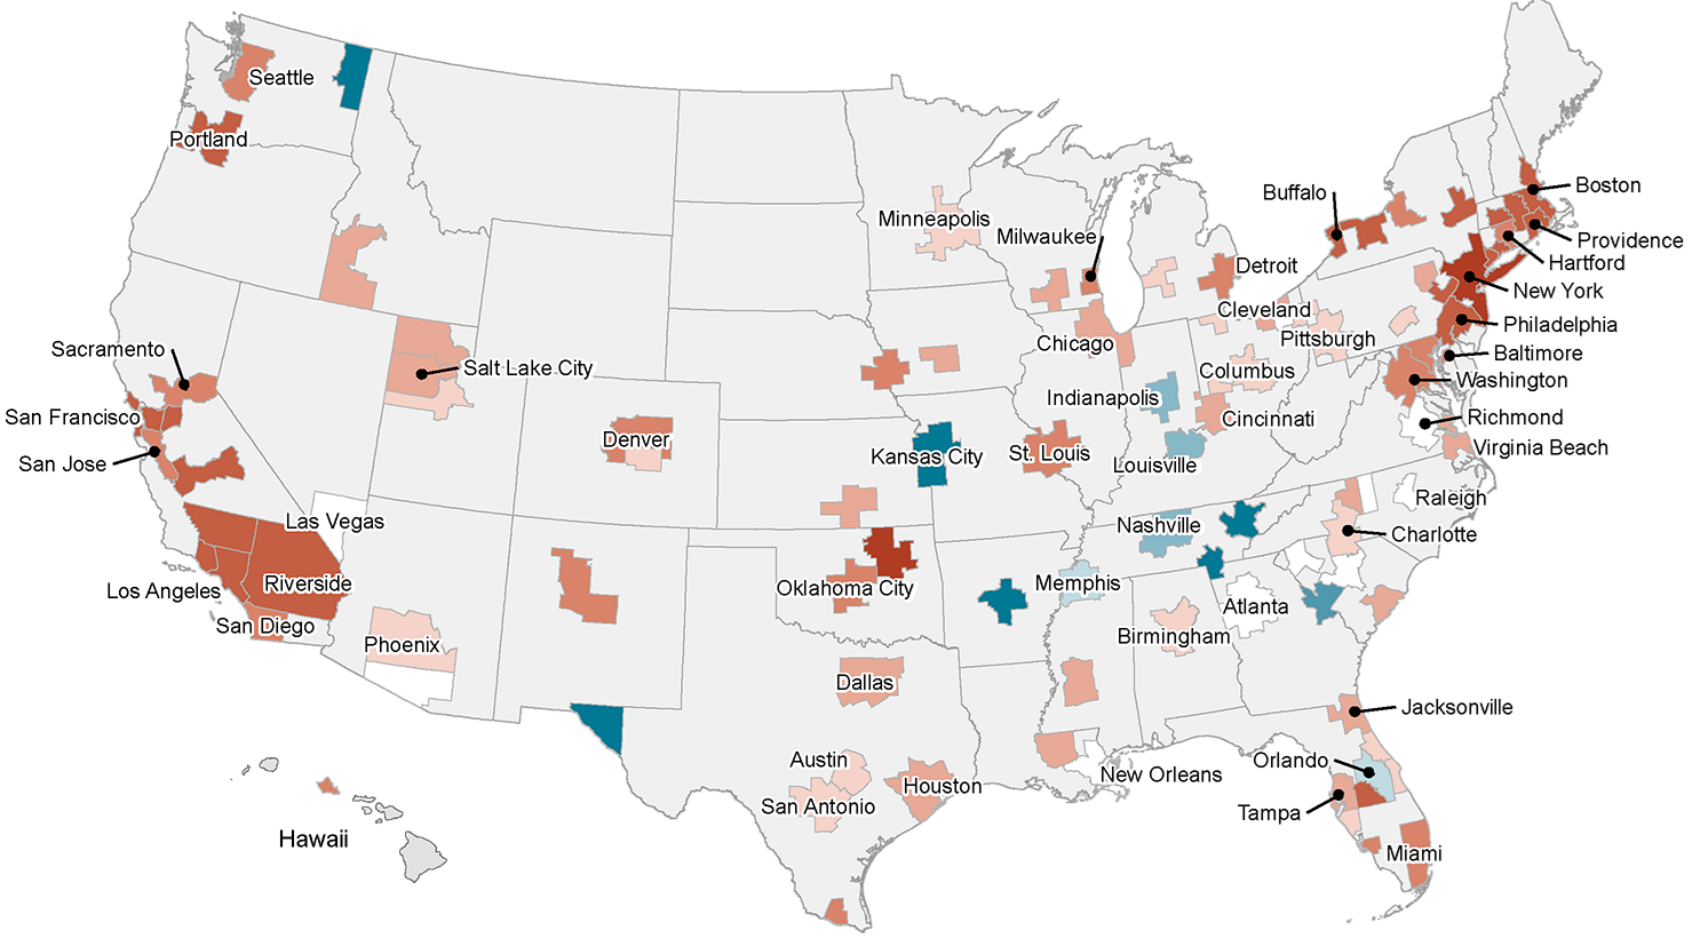 Seattle
Portland
Minneapolis
Milwaukee
Buffalo
Boston
Providence
Hartford
Detroit
New York
Cleveland
Philadelphia
Pittsburgh
Chicago
Baltimore
Sacramento
Salt Lake City
Columbus
Washington
Indianapolis
San Francisco
Cincinnati
Richmond
Denver
Virginia Beach
Kansas City
St. Louis
San Jose
Louisville
Raleigh
Las Vegas
Nashville
Charlotte
Riverside
Los Angeles
Oklahoma City
Memphis
Atlanta
San Diego
Phoenix
Birmingham
Dallas
Jacksonville
Austin
Orlando
New Orleans
Houston
San Antonio
Tampa
Hawaii
Miami